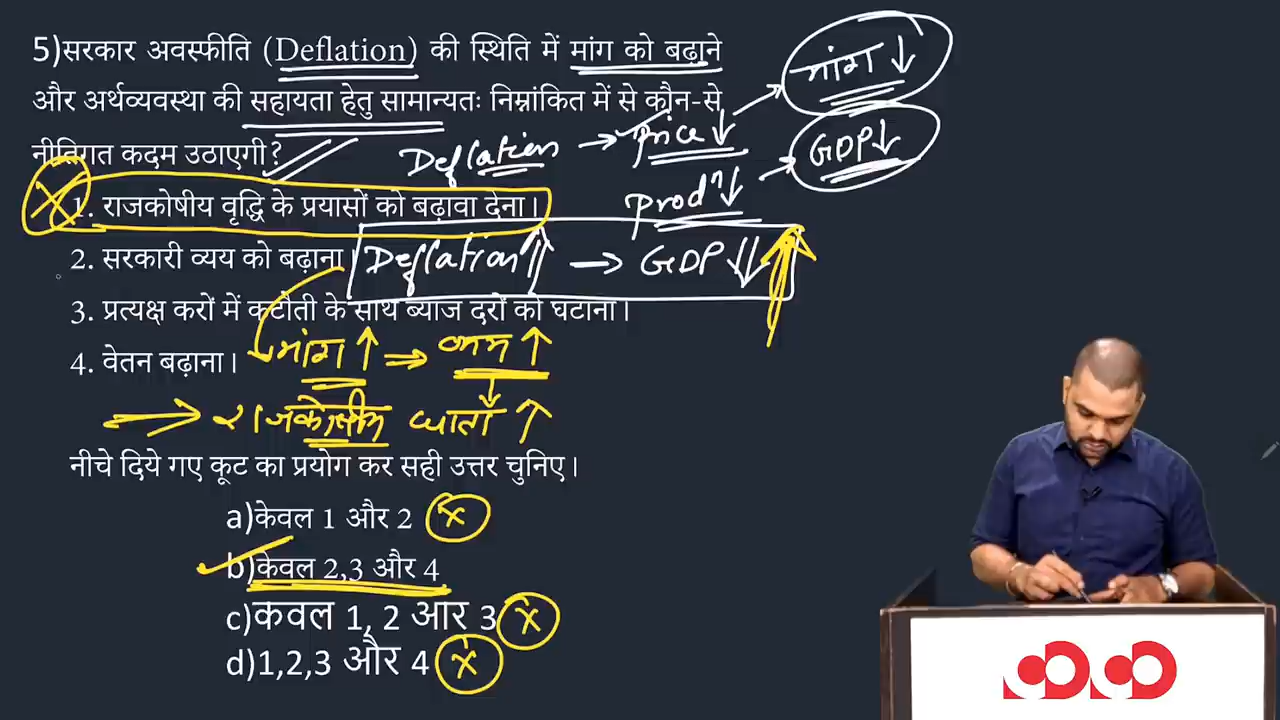 5)सरकार अवस्फीति (Deflation) की स्थिति में मांग को बढ़ाने
मांग ↓
और अर्थव्यवस्था की सहायता हेतु सामान्यतः निम्नांकित में से कौन-से
नीतिगत कदम उठाएगी?
Deflation → Price ↓
GDP↓
1. राजकोषीय वृद्धि के प्रयासों को बढ़ावा देना।
Prodⁿ ↓
2. सरकारी व्यय को बढ़ाना।
Deflation ↑ → GDP ↓↓
3. प्रत्यक्ष करों में कटौती के साथ ब्याज दरों को घटाना।
4. वेतन बढ़ाना।
मांग ↑ ⇒ व्यय ↑
→ राजकोषीय घाटा ↑
नीचे दिये गए कूट का प्रयोग कर सही उत्तर चुनिए।
a)केवल 1 और 2 x
b)केवल 2,3 और 4
c)कवल 1, 2 आर 3 x
d)1,2,3 और 4 x